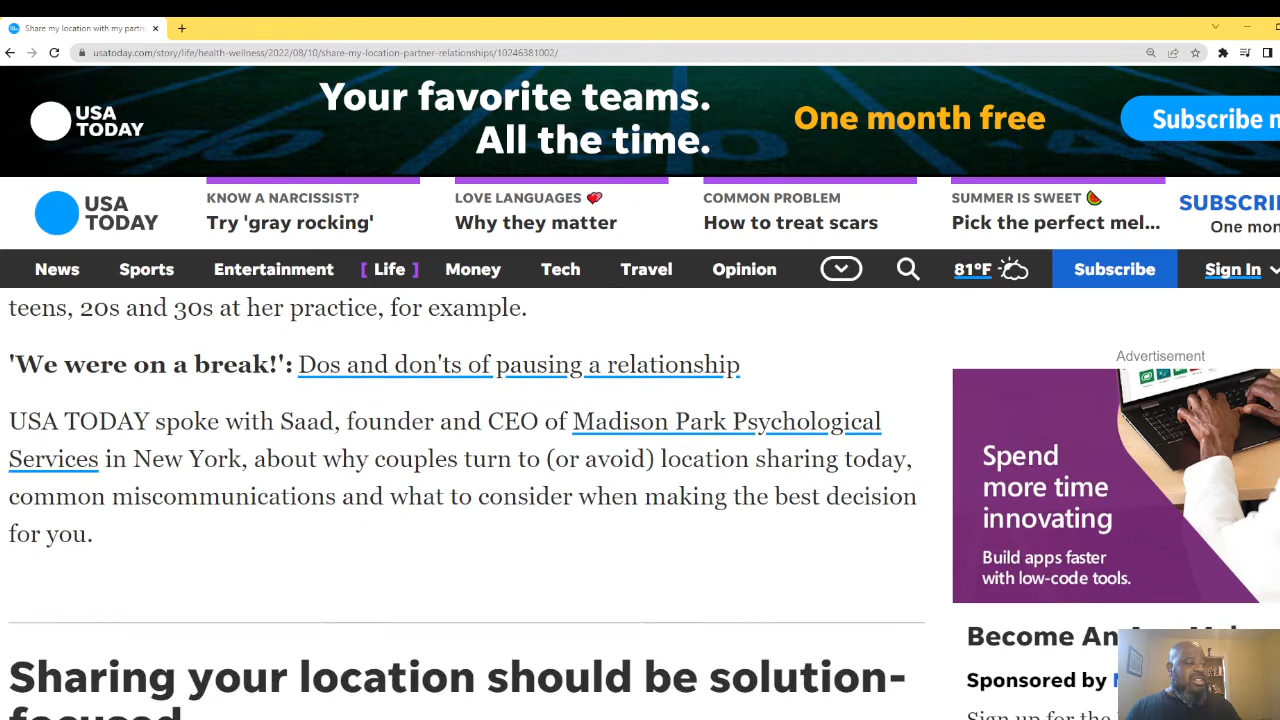 Share my location with my partn
usatoday.com/story/life/health-wellness/2022/08/10/share-my-location-partner-relationships/10246381002/
USA TODAY
Your favorite teams.
All the time.
One month free
Subscribe n
USA TODAY
KNOW A NARCISSIST?
Try 'gray rocking'
LOVE LANGUAGES
Why they matter
COMMON PROBLEM
How to treat scars
SUMMER IS SWEET
Pick the perfect mel...
SUBSCRI
One mon
News Sports Entertainment [ Life ] Money Tech Travel Opinion 81°F Subscribe Sign In
teens, 20s and 30s at her practice, for example.
'We were on a break!': Dos and don'ts of pausing a relationship
USA TODAY spoke with Saad, founder and CEO of Madison Park Psychological
Services in New York, about why couples turn to (or avoid) location sharing today,
common miscommunications and what to consider when making the best decision
for you.
Sharing your location should be solution-
focused
Advertisement
Spend
more time
innovating
Build apps faster
with low-code tools.
Become An
Sponsored by
Sign up for the